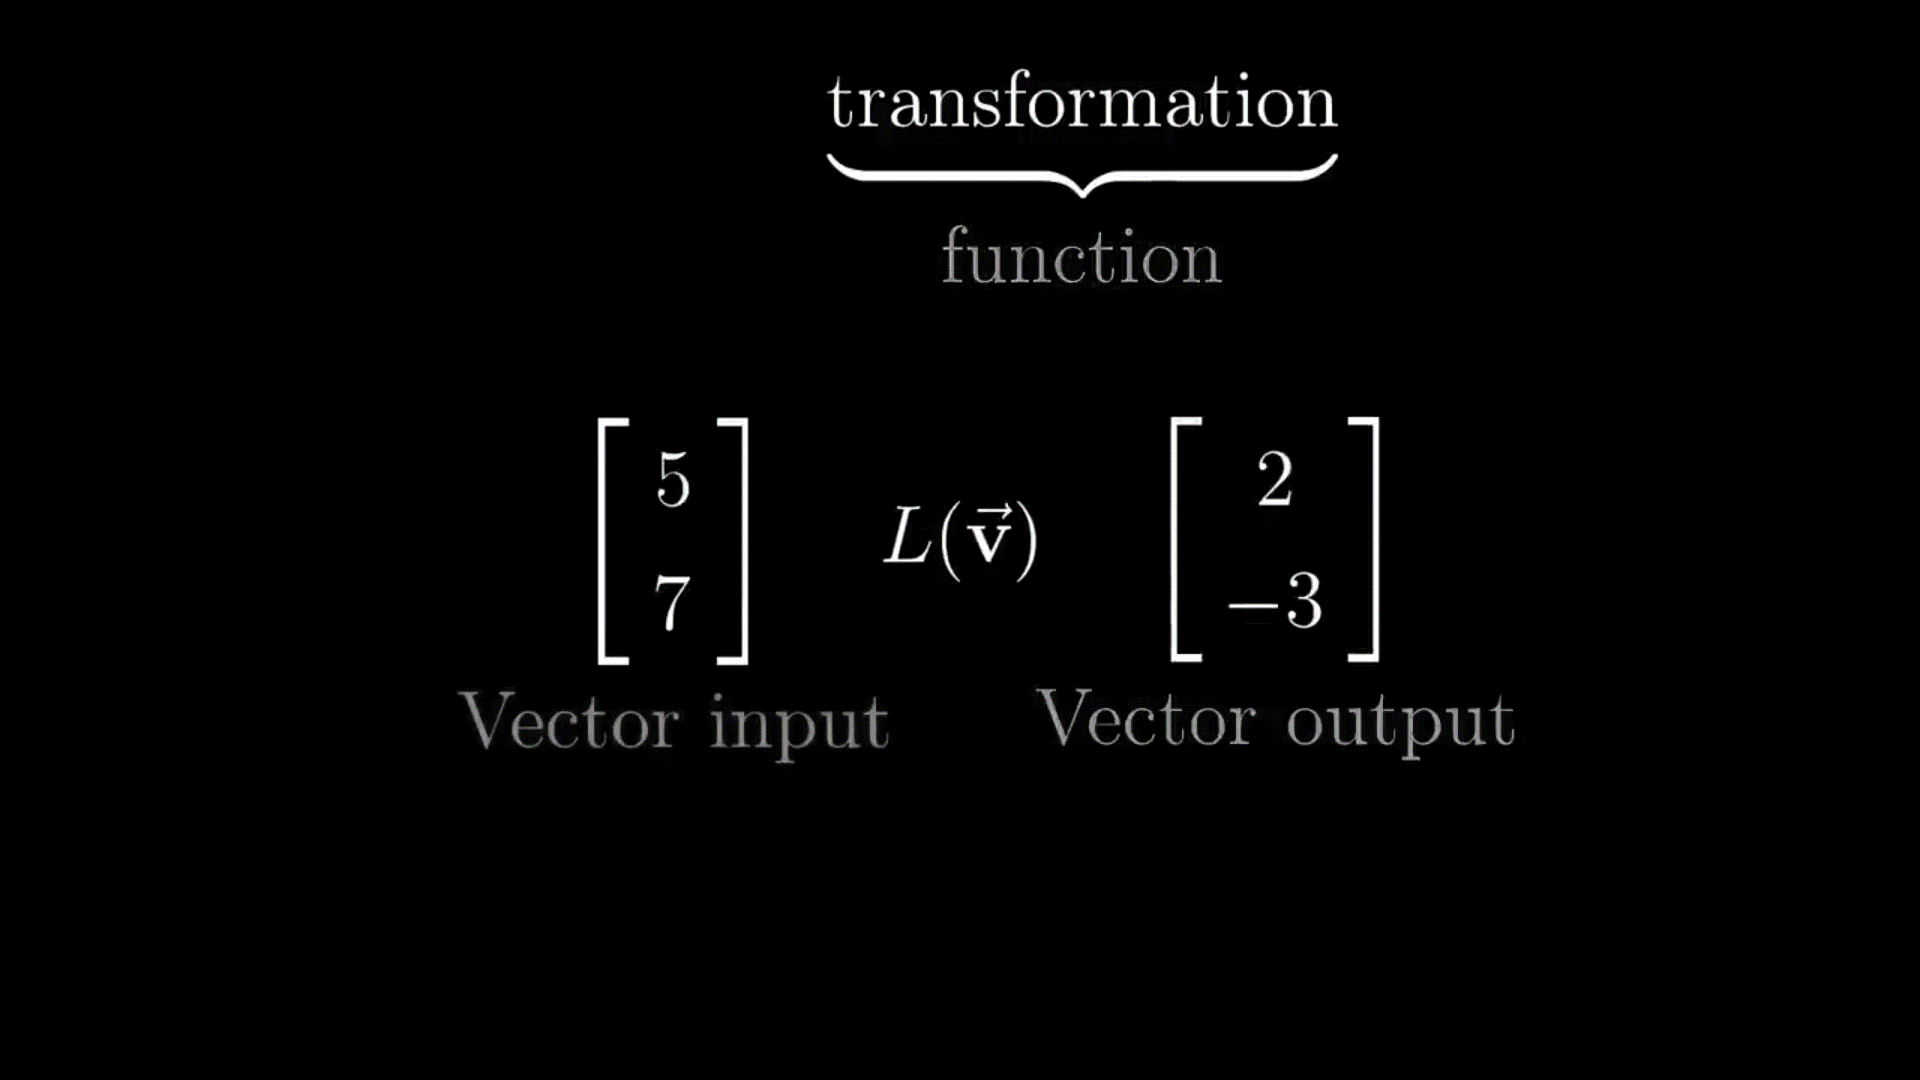 transformation
function
5
7
L(v⃗)
2
−3
Vector input
Vector output